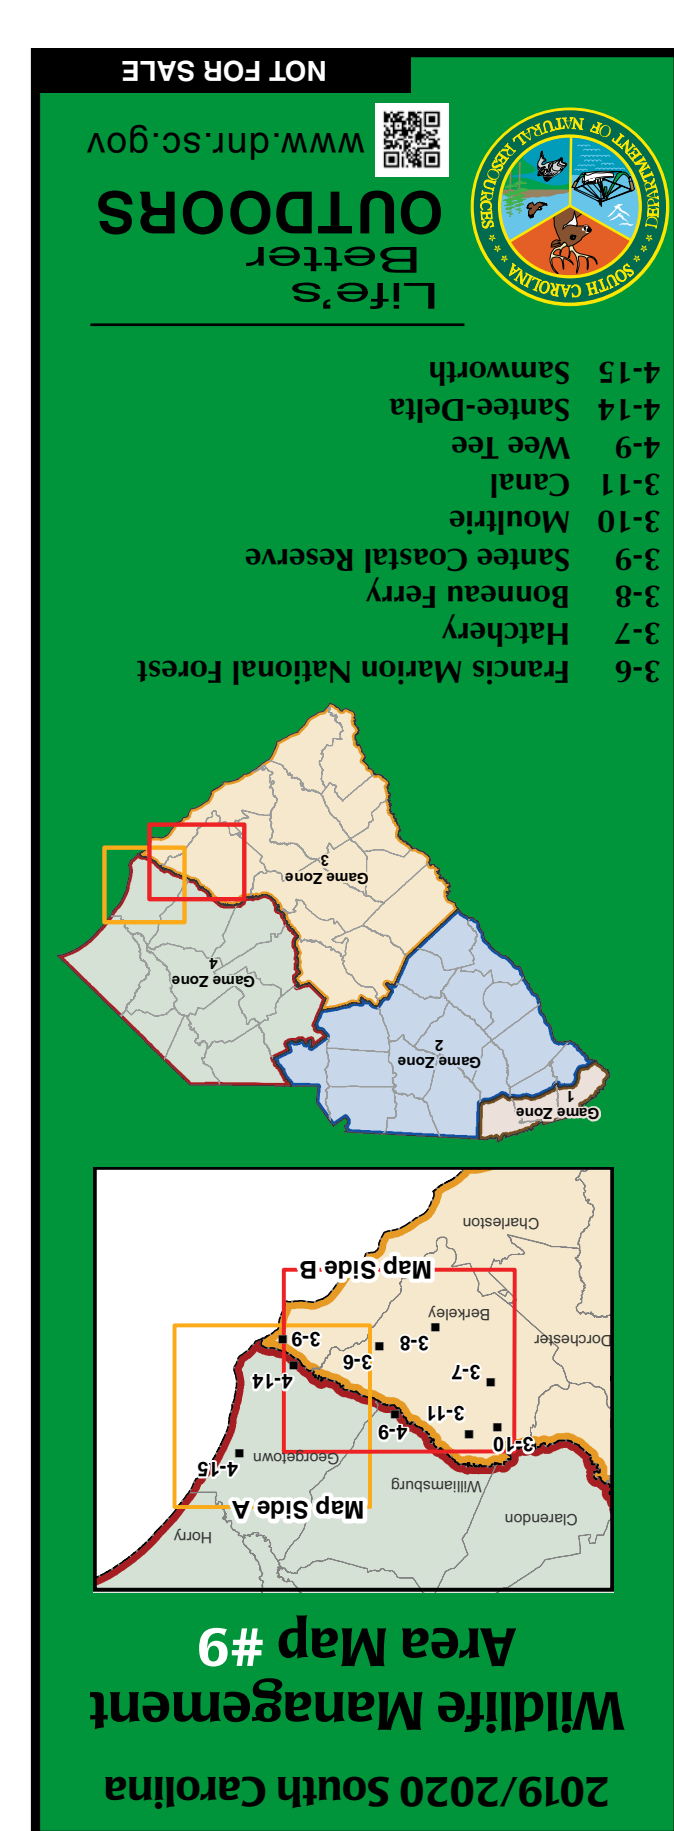 2019/2020 South Carolina
Wildlife Management
Area Map #9
Horry
Map Side A
Clarendon
Williamsburg
Georgetown
4-15
3-10
3-11
4-9
4-14
3-7
3-6
3-8
3-9
Dorchester
Berkeley
Map Side B
Charleston
Game Zone
1
Game Zone
2
Game Zone
4
Game Zone
3
3-6 Francis Marion National Forest
3-7 Hatchery
3-8 Bonneau Ferry
3-9 Santee Coastal Reserve
3-10 Moultrie
3-11 Canal
4-9 Wee Tee
4-14 Santee-Delta
4-15 Samworth
SOUTH CAROLINA
DEPARTMENT OF NATURAL RESOURCES
Life's
Better
OUTDOORS
www.dnr.sc.gov
NOT FOR SALE